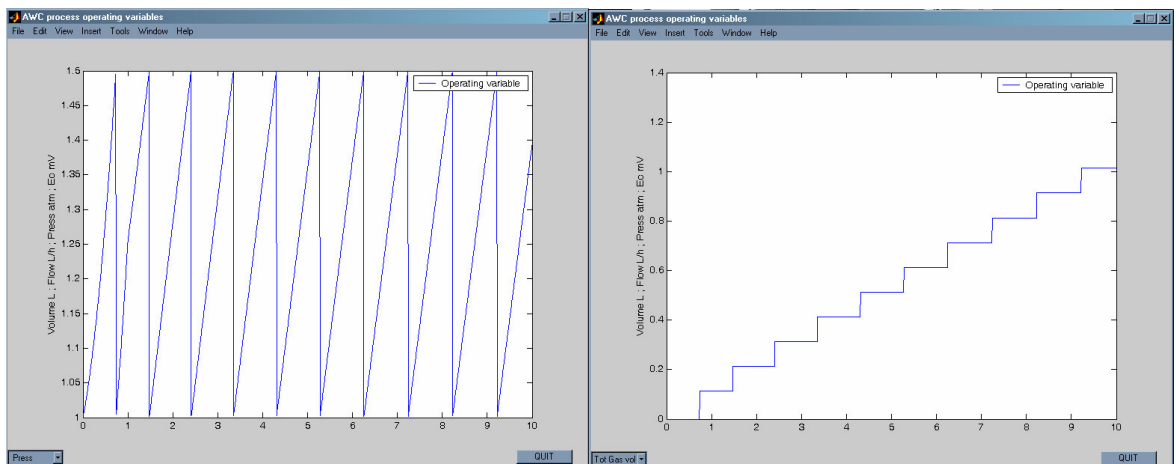 AWC process operating variables
File Edit View Insert Tools Window Help
Operating variable
Volume L ; Flow L/h ; Press atm ; Eo mV
1.5
1.45
1.4
1.35
1.3
1.25
1.2
1.15
1.1
1.05
1
0 1 2 3 4 5 6 7 8 9 10
Press
QUIT
AWC process operating variables
File Edit View Insert Tools Window Help
Operating variable
Volume L ; Flow L/h ; Press atm ; Eo mV
1.4
1.2
1
0.8
0.6
0.4
0.2
0
0 1 2 3 4 5 6 7 8 9 10
Tot Gas vol
QUIT